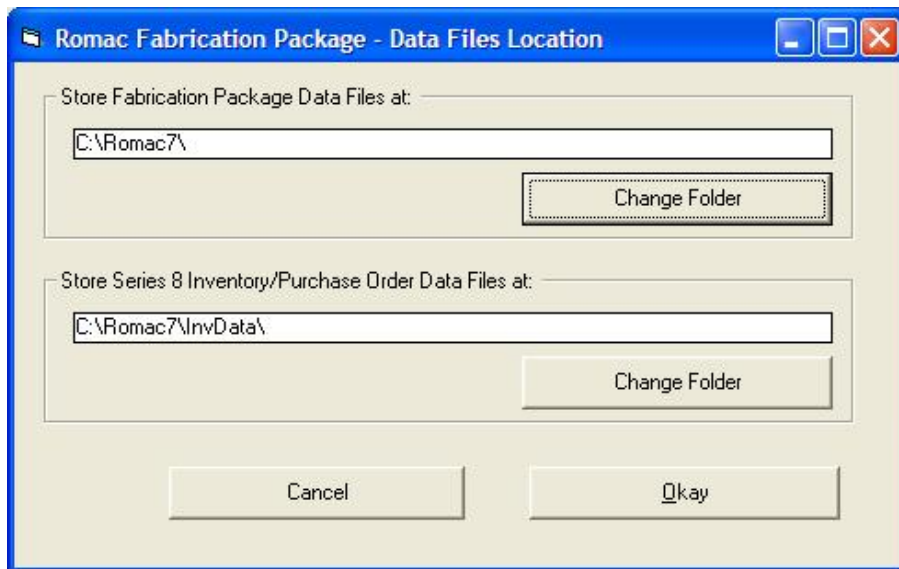 Romac Fabrication Package - Data Files Location
Store Fabrication Package Data Files at:
C:\Romac7\
Change Folder
Store Series 8 Inventory/Purchase Order Data Files at:
C:\Romac7\InvData\
Change Folder
Cancel
Okay